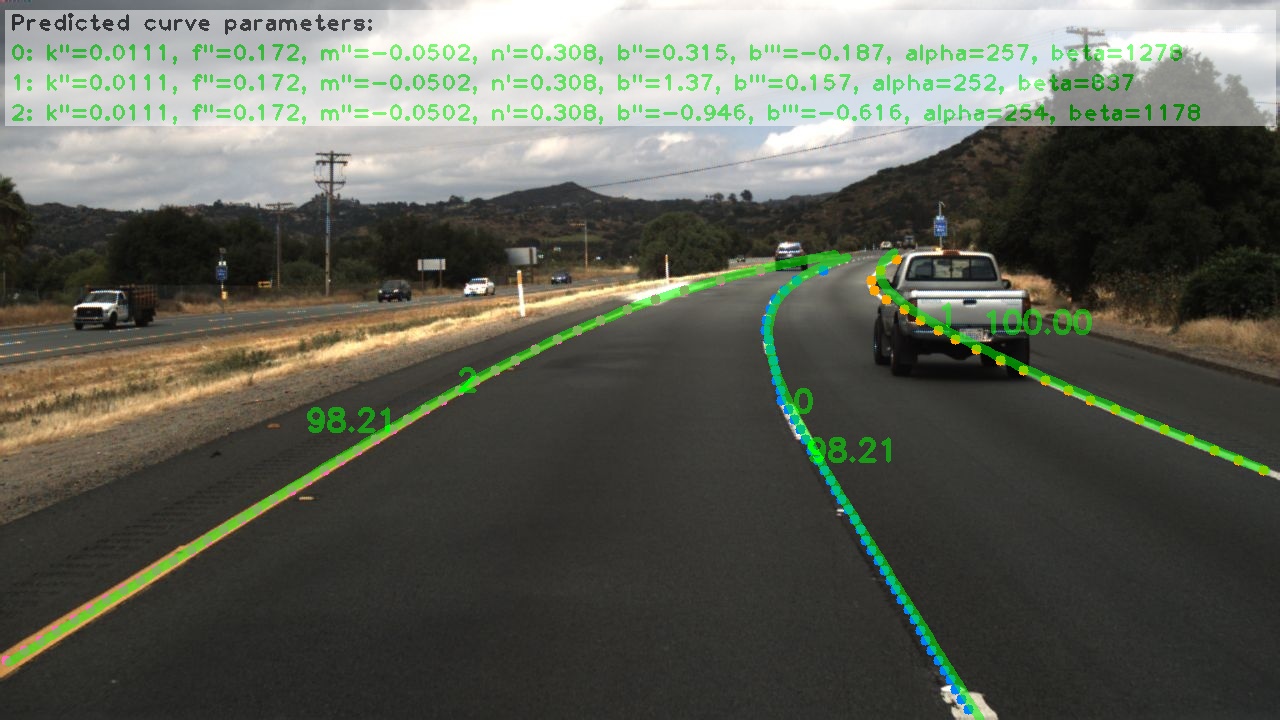 Predicted curve parameters:
0: k''=0.0111, f''=0.172, m''=-0.0502, n'=0.308, b''=0.315, b'''=-0.187, alpha=257, beta=1279
1: k''=0.0111, f''=0.172, m''=-0.0502, n'=0.308, b''=1.37, b'''=0.157, alpha=252, beta=837
2: k''=0.0111, f''=0.172, m''=-0.0502, n'=0.308, b''=-0.946, b'''=-0.616, alpha=254, beta=1178
1 100.00
2
0
98.21
98.21